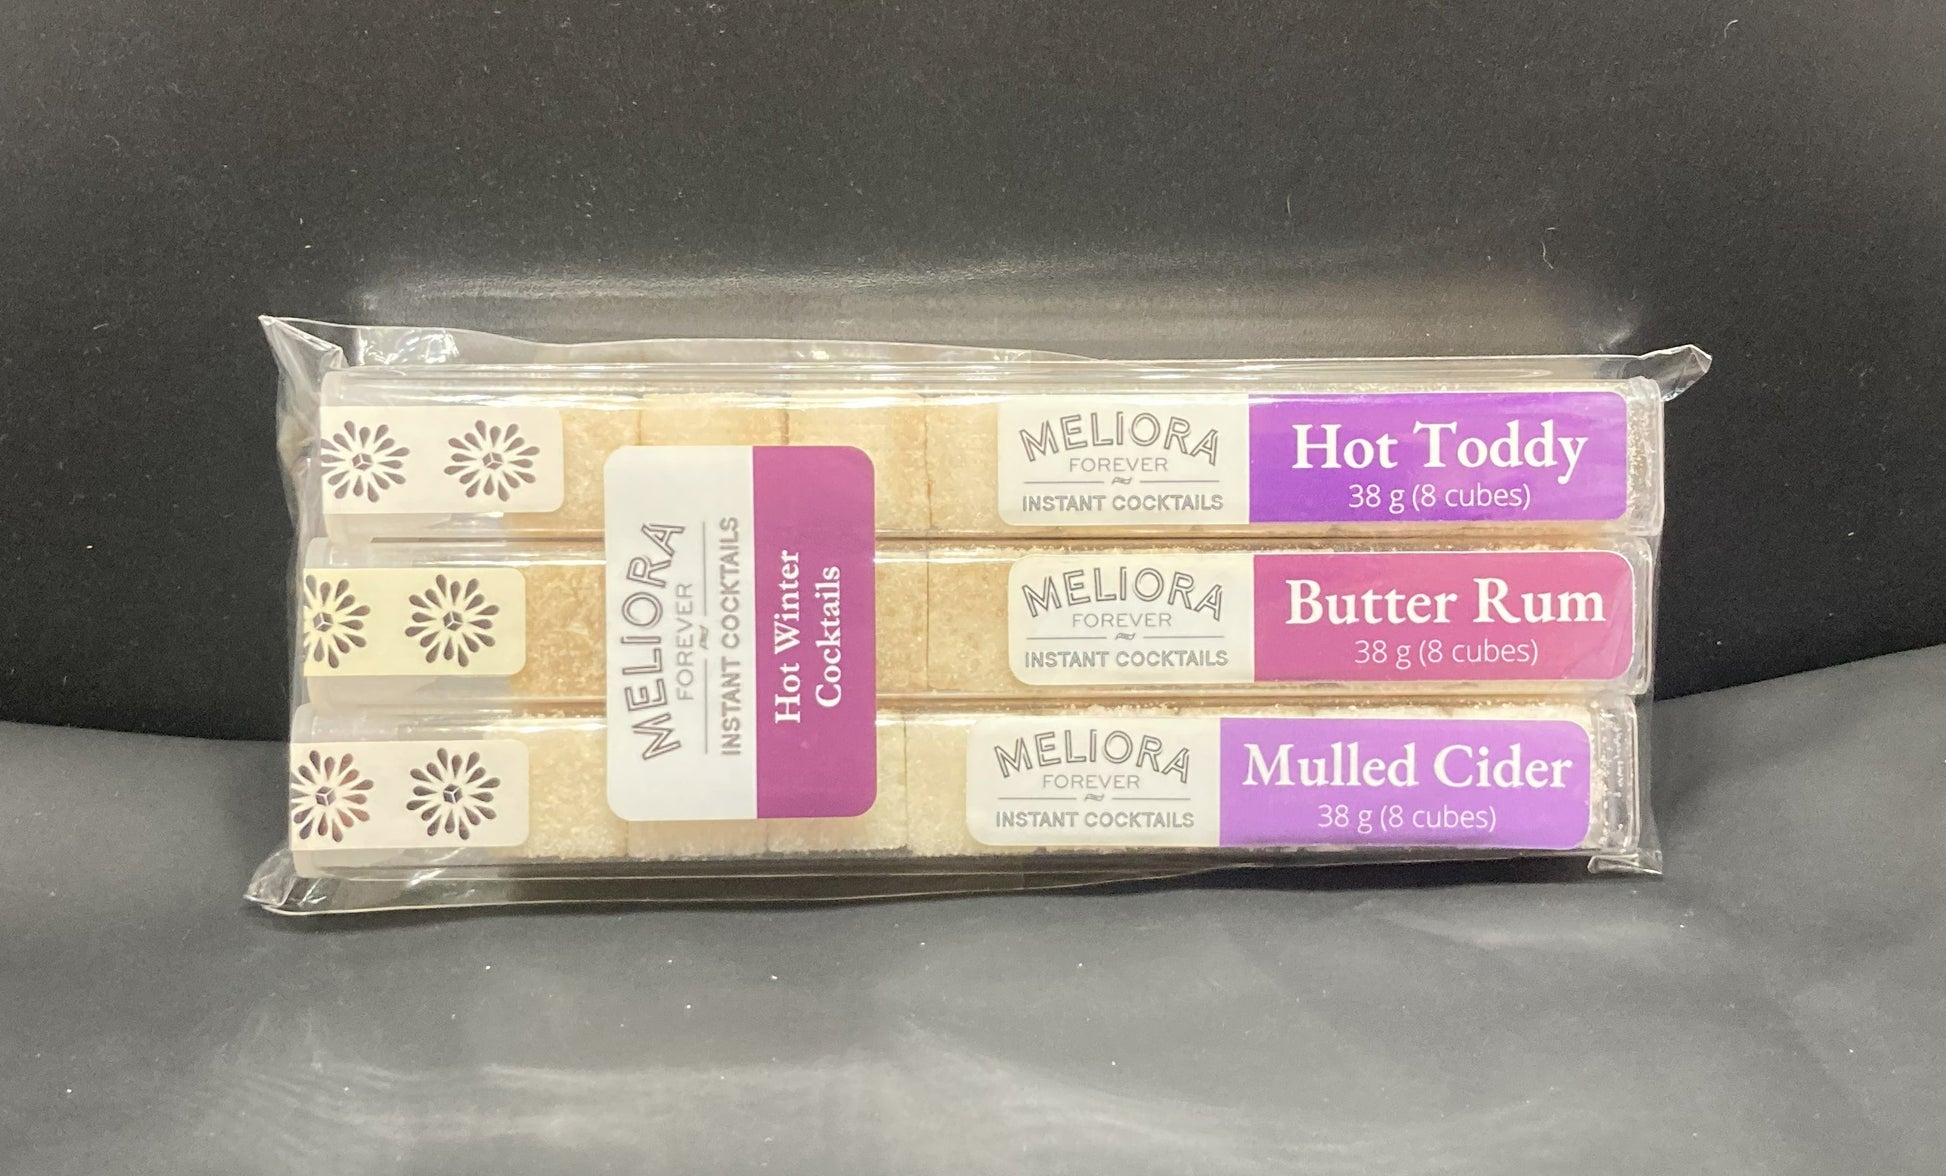 MELIORA
FOREVER
INSTANT COCKTAILS
Hot Toddy
38 g (8 cubes)
MELIORA
FOREVER
INSTANT COCKTAILS
Hot Winter
Cocktails
MELIORA
FOREVER
INSTANT COCKTAILS
Butter Rum
38 g (8 cubes)
MELIORA
FOREVER
INSTANT COCKTAILS
Mulled Cider
38 g (8 cubes)